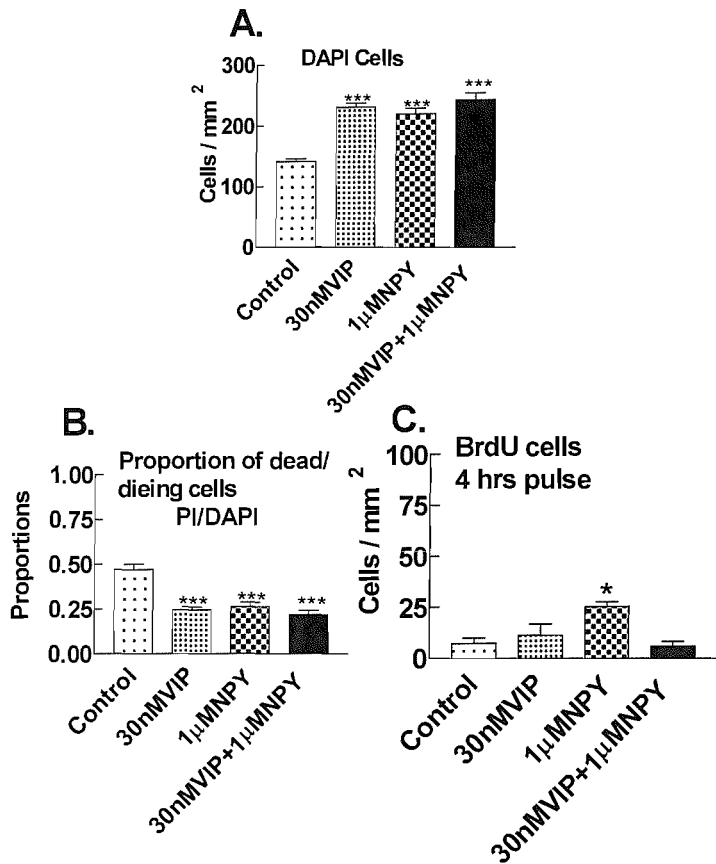 A.
DAPI Cells
300
200
100
0
Cells / mm 2
***
***
***
Control
30nMVIP
1μMNPY
30nMVIP+1μMNPY
B.
Proportion of dead/
dieing cells
PI/DAPI
1.00
0.75
0.50
0.25
0.00
Proportions
***
***
***
Control
30nMVIP
1μMNPY
30nMVIP+1μMNPY
C.
BrdU cells
4 hrs pulse
100
75
50
25
0
Cells / mm 2
*
Control
30nMVIP
1μMNPY
30nMVIP+1μMNPY